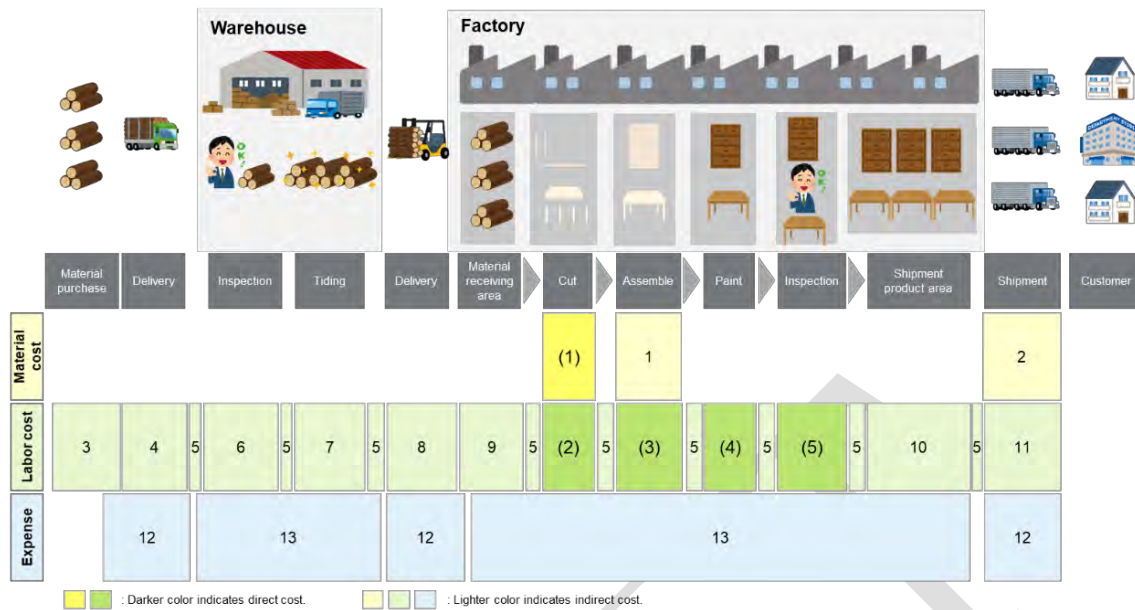 Warehouse
Factory
OK!
OK!
DEPARTMENT STORE
Material
purchase
Delivery
Inspection
Tiding
Delivery
Material
receiving
area
Cut
Assemble
Paint
Inspection
Shipment
product area
Shipment
Customer
Material
cost
(1)
1
2
Labor cost
3
4
5
6
5
7
5
8
9
5
(2)
5
(3)
5
(4)
5
(5)
5
10
5
11
Expense
12
13
12
13
12
: Darker color indicates direct cost.
: Lighter color indicates indirect cost.